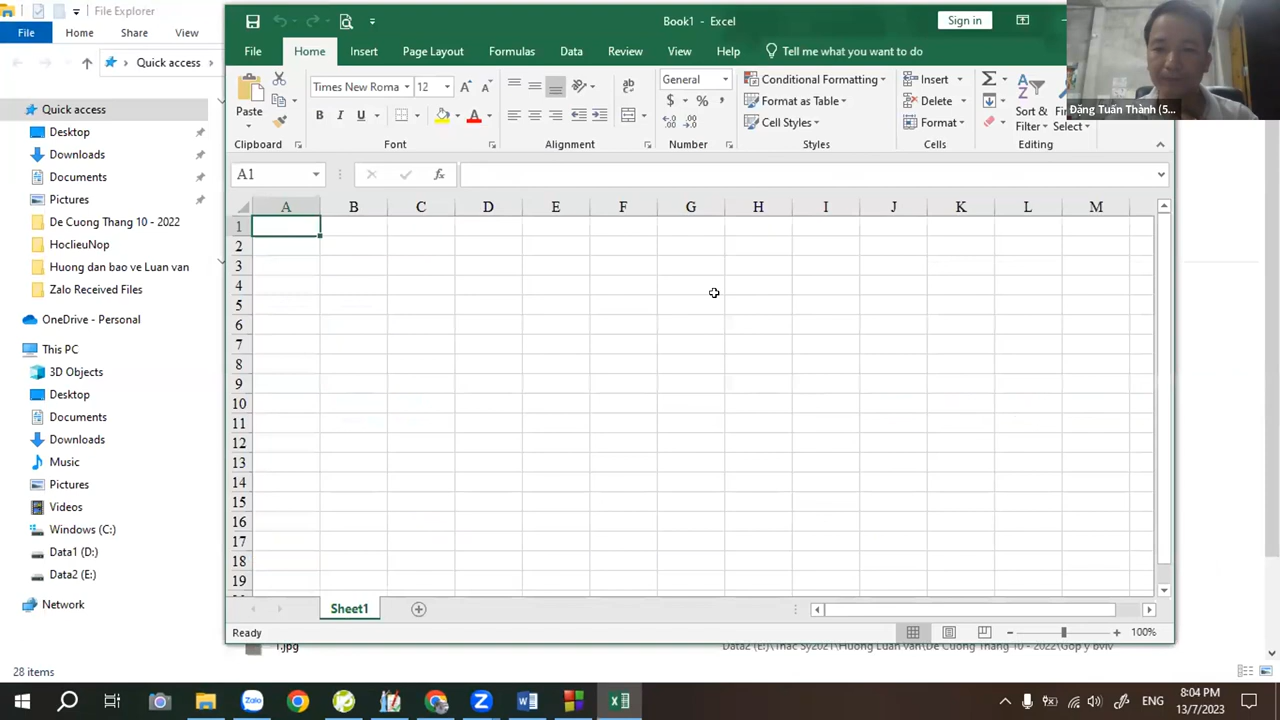 File Explorer
File Home Share View
Quick access
Quick access
Desktop
Downloads
Documents
Pictures
De Cuong Thang 10 - 2022
HoclieuNop
Huong dan bao ve Luan van
Zalo Received Files
OneDrive - Personal
This PC
3D Objects
Desktop
Documents
Downloads
Music
Pictures
Videos
Windows (C:)
Data1 (D:)
Data2 (E:)
Network
28 items
Book1 - Excel
Sign in
File Home Insert Page Layout Formulas Data Review View Help Tell me what you want to do
Paste
Clipboard
Times New Roma 12
B I U
Font
ab
Alignment
General
$ % ,
Number
Conditional Formatting
Format as Table
Cell Styles
Styles
Insert
Delete
Format
Cells
Sort &
Filter
Select
Editing
Đặng Tuấn Thành (5...
A1
fx
A B C D E F G H I J K L M
1
2
3
4
5
6
7
8
9
10
11
12
13
14
15
16
17
18
19
Sheet1
Ready
100%
1.jpg
Data2 (E:)\Thac Sy2021\Huong Luan van\De Cuong Thang 10 - 2022\Gop y bvlv
Zalo
ENG
8:04 PM
13/7/2023